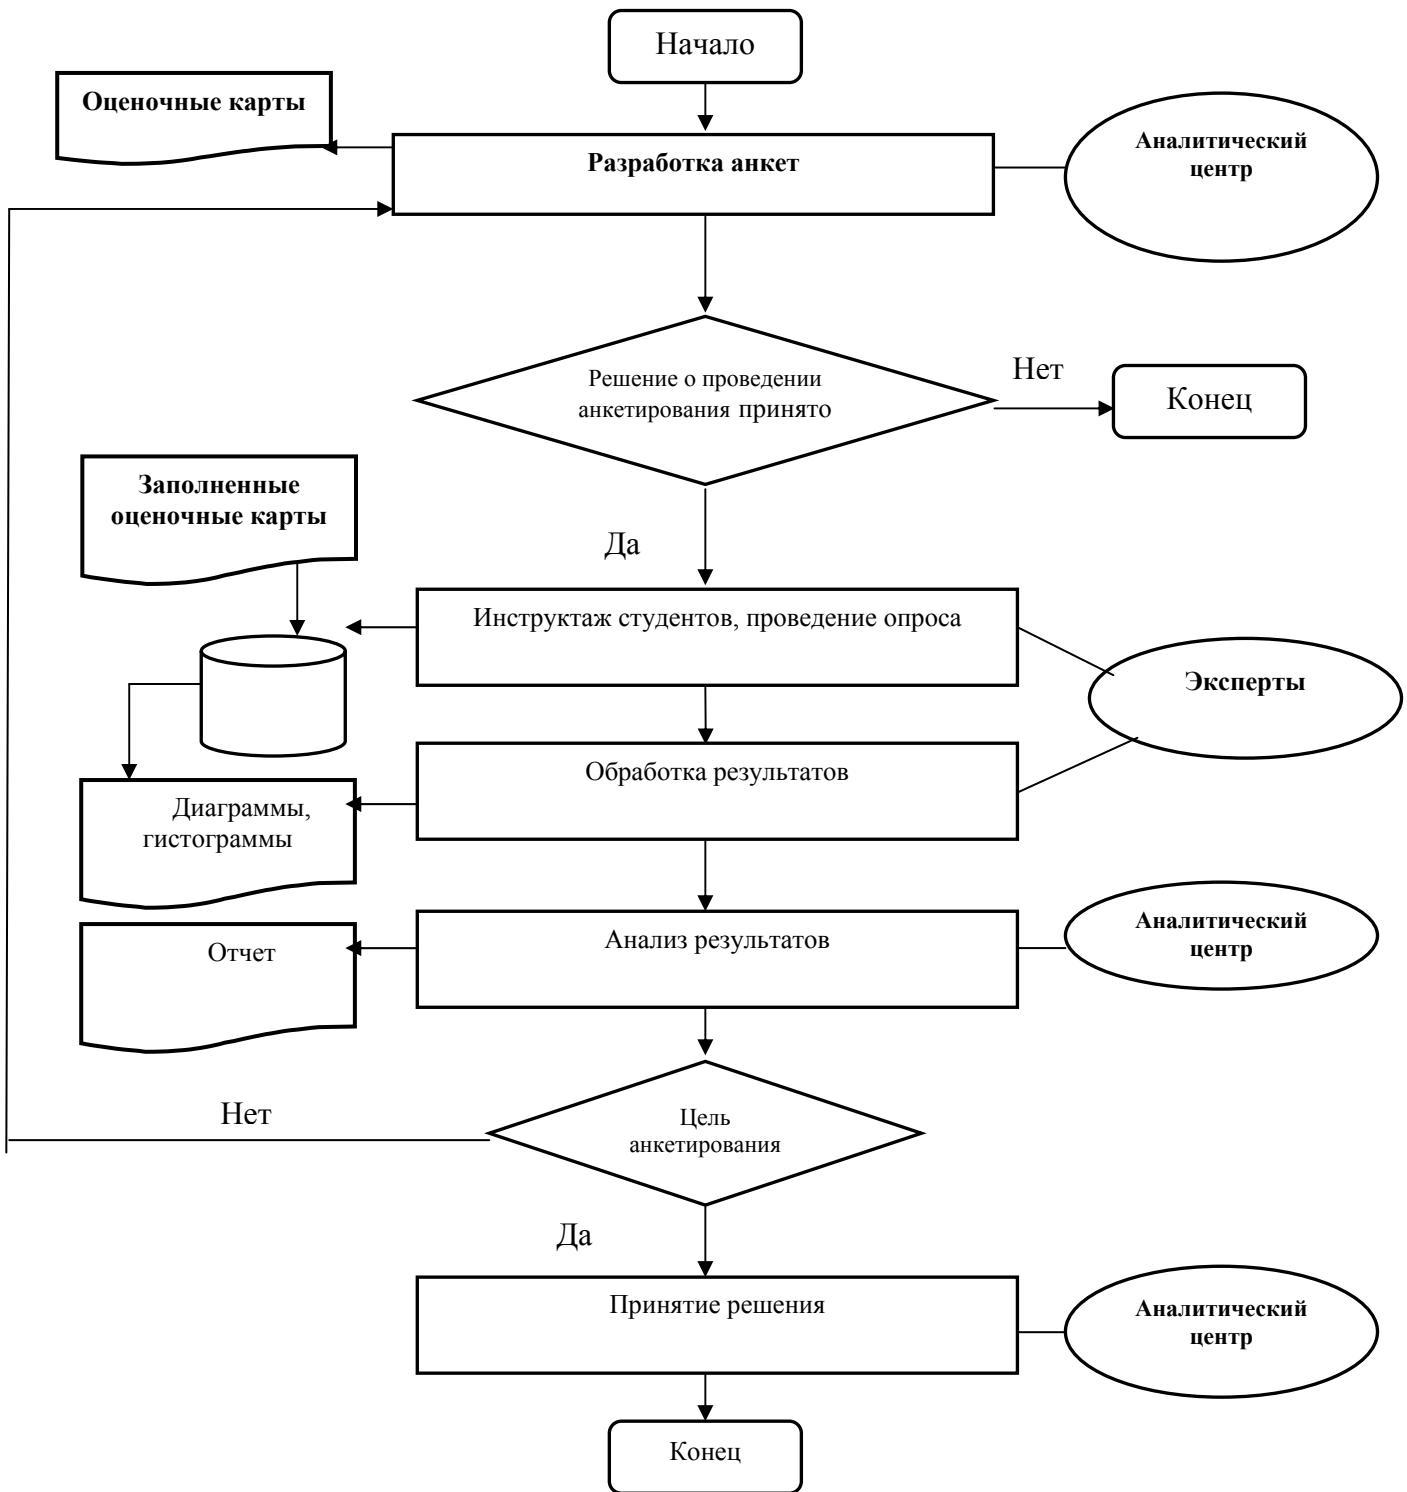 Начало
Оценочные карты
Разработка анкет
Аналитический
центр
Решение о проведении
анкетирования принято
Нет
Конец
Заполненные
оценочные карты
Да
Инструктаж студентов, проведение опроса
Эксперты
Обработка результатов
Диаграммы,
гистограммы
Анализ результатов
Аналитический
центр
Отчет
Нет
Цель
анкетирования
Да
Принятие решения
Аналитический
центр
Конец